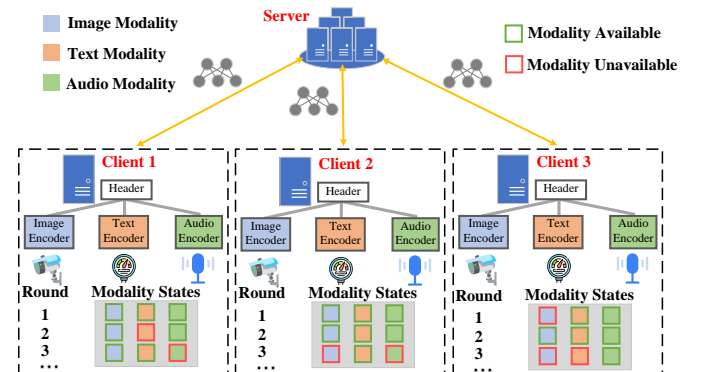 Server
Image Modality
Text Modality
Audio Modality
Modality Available
Modality Unavailable
Client 1
Header
Image Encoder
Text Encoder
Audio Encoder
Round
Modality States
1
2
3
...
Client 2
Header
Image Encoder
Text Encoder
Audio Encoder
Round
Modality States
1
2
3
...
Client 3
Header
Image Encoder
Text Encoder
Audio Encoder
Round
Modality States
1
2
3
...